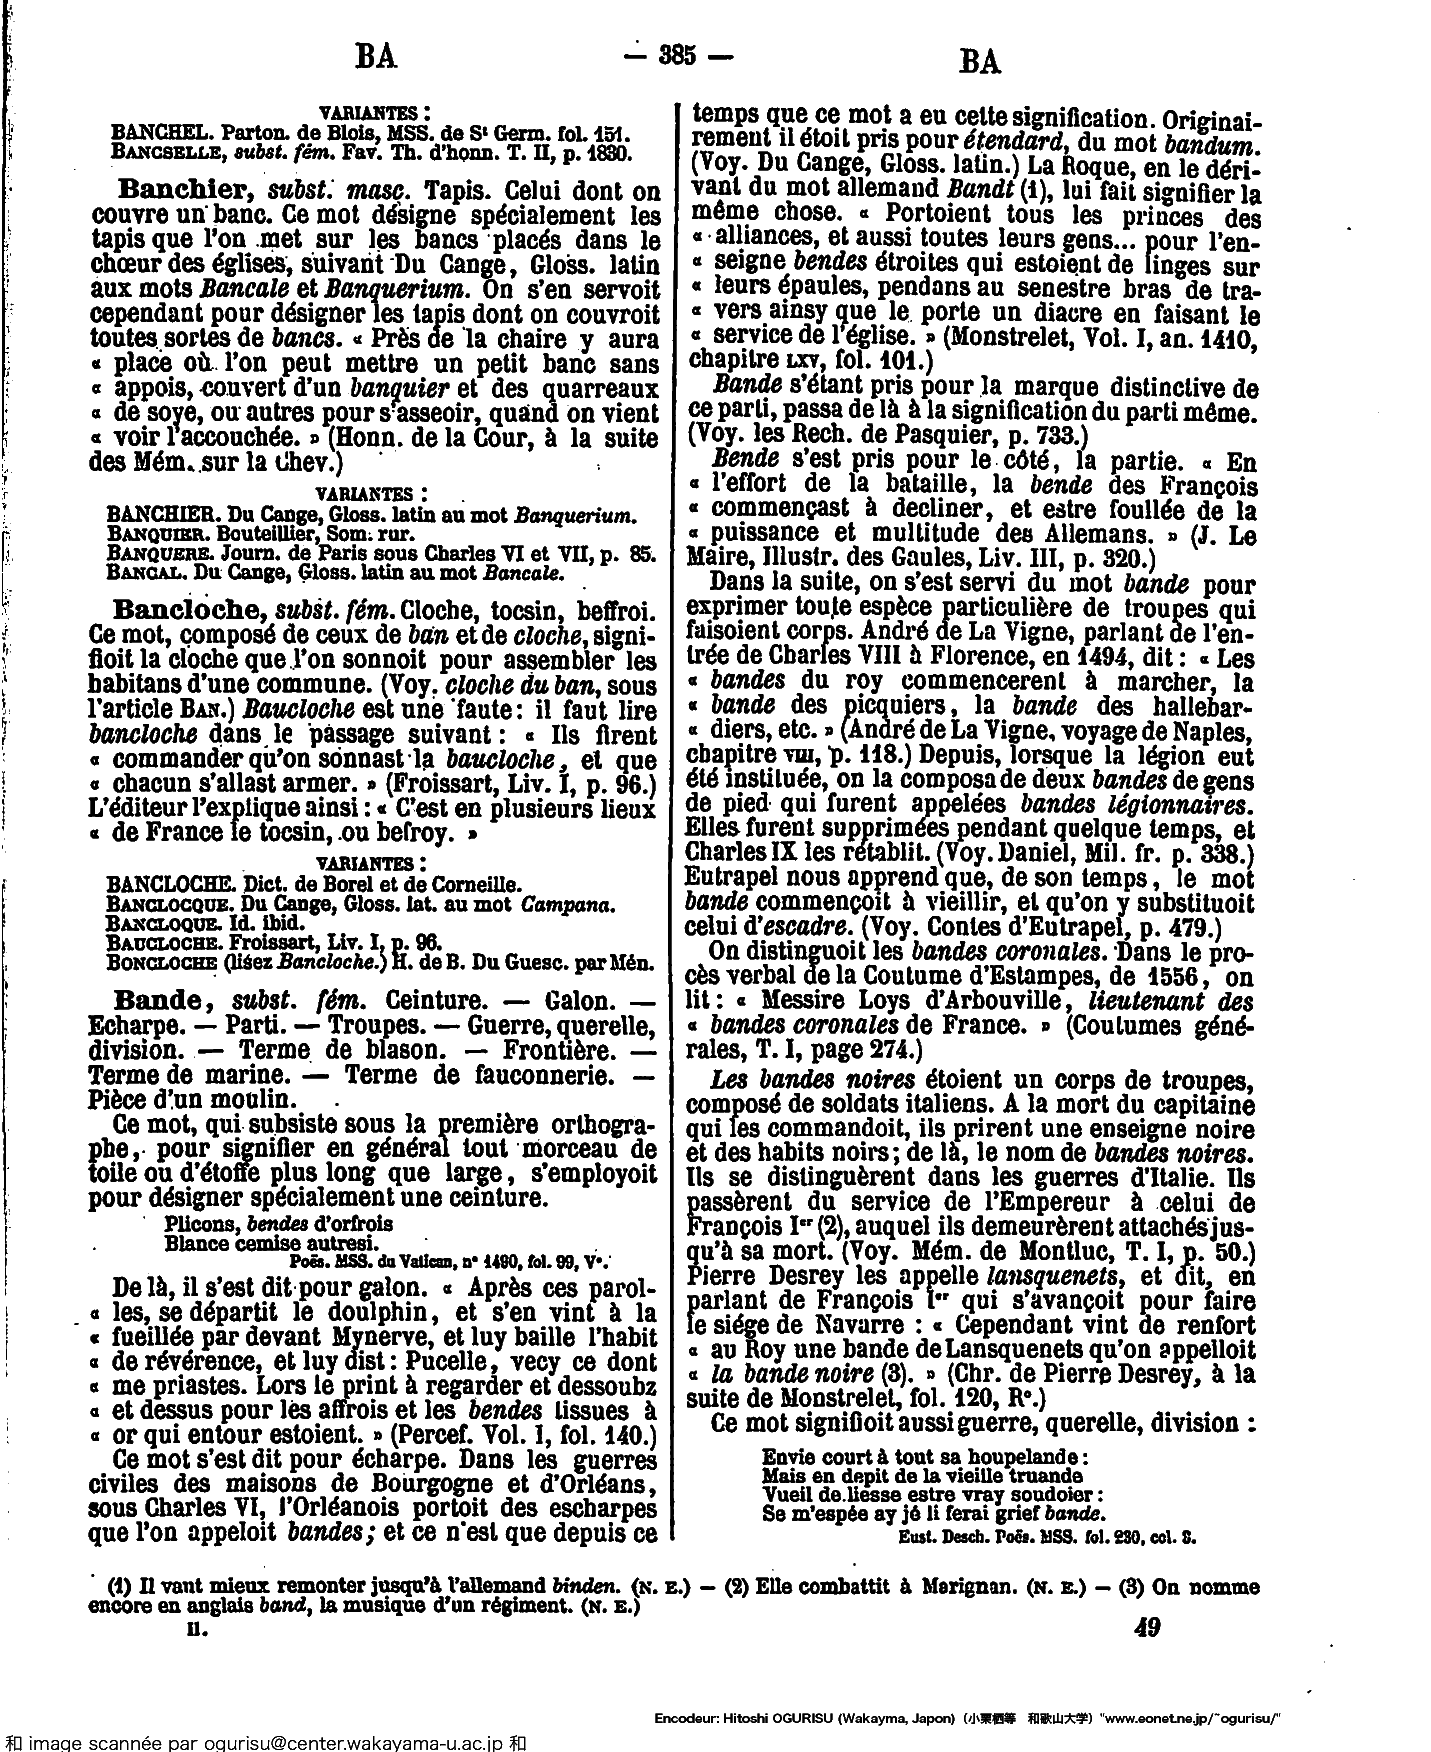 BA
— 385 —
BA
VARIANTES :
BANCHEL. Parton. de Blois, MSS. de St Germ. fol. 151.
BANCSELLE, subst. fém. Fav. Th. d'honn. T. II, p. 1830.
Banchier, subst. masc. Tapis. Celui dont on
couvre un banc. Ce mot désigne spécialement les
tapis que l'on met sur les bancs placés dans le
chœur des églises, suivant Du Cange, Gloss. latin
aux mots Bancale et Banquerium. On s'en servoit
cependant pour désigner les tapis dont on couvroit
toutes sortes de bancs. « Près de la chaire y aura
« place où l'on peut mettre un petit banc sans
« appois, couvert d'un banquier et des quarreaux
« de soye, ou autres pour s'asseoir, quand on vient
« voir l'accouchée. » (Honn. de la Cour, à la suite
des Mém. sur la Chev.)
VARIANTES :
BANCHIER. Du Cange, Gloss. latin au mot Banquerium.
BANQUIER. Bouteillier, Som. rur.
BANQUERE. Journ. de Paris sous Charles VI et VII, p. 85.
BANCAL. Du Cange, Gloss. latin au mot Bancale.
Bancloche, subst. fém. Cloche, tocsin, beffroi.
Ce mot, composé de ceux de ban et de cloche, signi-
fioit la cloche que l'on sonnoit pour assembler les
habitans d'une commune. (Voy. cloche du ban, sous
l'article BAN.) Baucloche est une faute : il faut lire
bancloche dans le passage suivant : « Ils firent
« commander qu'on sonnast la baucloche, et que
« chacun s'allast armer. » (Froissart, Liv. I, p. 96.)
L'éditeur l'explique ainsi : « C'est en plusieurs lieux
« de France le tocsin, ou befroy. »
VARIANTES :
BANCLOCHE. Dict. de Borel et de Corneille.
BANCLOCQUE. Du Cange, Gloss. lat. au mot Campana.
BANCLOQUE. Id. ibid.
BAUCLOCHE. Froissart, Liv. I, p. 96.
BONCLOCHE (lisez Bancloche.) H. de B. Du Guesc. par Mén.
Bande, subst. fém. Ceinture. — Galon. —
Echarpe. — Parti. — Troupes. — Guerre, querelle,
division. — Terme de blason. — Frontière. —
Terme de marine. — Terme de fauconnerie. —
Pièce d'un moulin.
Ce mot, qui subsiste sous la première orthogra-
phe, pour signifier en général tout morceau de
toile ou d'étoffe plus long que large, s'employoit
pour désigner spécialement une ceinture.
Plicons, bendes d'orfrois
Blance cemise autresi.
Poës. MSS. du Vatican, n° 1490, fol. 99, V°.
De là, il s'est dit pour galon. « Après ces parol-
« les, se départit le doulphin, et s'en vint à la
« fueillée par devant Mynerve, et luy baille l'habit
« de révérence, et luy dist : Pucelle, vecy ce dont
« me priastes. Lors le print à regarder et dessoubz
« et dessus pour les affrois et les bendes tissues à
« or qui entour estoient. » (Percef. Vol. I, fol. 140.)
Ce mot s'est dit pour écharpe. Dans les guerres
civiles des maisons de Bourgogne et d'Orléans,
sous Charles VI, l'Orléanois portoit des escharpes
que l'on appeloit bandes; et ce n'est que depuis ce
temps que ce mot a eu cette signification. Originai-
rement il étoit pris pour étendard, du mot bandum.
(Voy. Du Cange, Gloss. latin.) La Roque, en le déri-
vant du mot allemand Bandt (1), lui fait signifier la
même chose. « Portoient tous les princes des
« alliances, et aussi toutes leurs gens... pour l'en-
« seigne bendes étroites qui estoient de linges sur
« leurs épaules, pendans au senestre bras de tra-
« vers ainsy que le porte un diacre en faisant le
« service de l'église. » (Monstrelet, Vol. I, an. 1410,
chapitre LXV, fol. 101.)
Bande s'étant pris pour la marque distinctive de
ce parti, passa de là à la signification du parti même.
(Voy. les Rech. de Pasquier, p. 733.)
Bende s'est pris pour le côté, la partie. « En
« l'effort de la bataille, la bende des François
« commençast à decliner, et estre foullée de la
« puissance et multitude des Allemans. » (J. Le
Maire, Illustr. des Gaules, Liv. III, p. 320.)
Dans la suite, on s'est servi du mot bande pour
exprimer toute espèce particulière de troupes qui
faisoient corps. André de La Vigne, parlant de l'en-
trée de Charles VIII à Florence, en 1494, dit : « Les
« bandes du roy commencerent à marcher, la
« bande des picquiers, la bande des hallebar-
« diers, etc. » (André de La Vigne, voyage de Naples,
chapitre VIII, p. 118.) Depuis, lorsque la légion eut
été instituée, on la composa de deux bandes de gens
de pied qui furent appelées bandes légionnaires.
Elles furent supprimées pendant quelque temps, et
Charles IX les rétablit. (Voy. Daniel, Mil. fr. p. 338.)
Eutrapel nous apprend que, de son temps, le mot
bande commençoit à vieillir, et qu'on y substituoit
celui d'escadre. (Voy. Contes d'Eutrapel, p. 479.)
On distinguoit les bandes coronales. Dans le pro-
cès verbal de la Coutume d'Estampes, de 1556, on
lit : « Messire Loys d'Arbouville, lieutenant des
« bandes coronales de France. » (Coutumes géné-
rales, T. I, page 274.)
Les bandes noires étoient un corps de troupes,
composé de soldats italiens. A la mort du capitaine
qui les commandoit, ils prirent une enseigne noire
et des habits noirs; de là, le nom de bandes noires.
Ils se distinguèrent dans les guerres d'Italie. Ils
passèrent du service de l'Empereur à celui de
François Ier (2), auquel ils demeurèrent attachés jus-
qu'à sa mort. (Voy. Mém. de Montluc, T. I, p. 50.)
Pierre Desrey les appelle lansquenets, et dit, en
parlant de François Ier qui s'avançoit pour faire
le siége de Navarre : « Cependant vint de renfort
« au Roy une bande de Lansquenets qu'on appelloit
« la bande noire (3). » (Chr. de Pierre Desrey, à la
suite de Monstrelet, fol. 120, R°.)
Ce mot signifioit aussi guerre, querelle, division :
Envie court à tout sa houpelande :
Mais en depit de la vieille truande
Vueil de liesse estre vray soudoier :
Se m'espée ay jé li ferai grief bande.
Eust. Desch. Poës. MSS. fol. 230, col. 3.
(1) Il vaut mieux remonter jusqu'à l'allemand binden. (N. E.) — (2) Elle combattit à Marignan. (N. E.) — (3) On nomme
encore en anglais band, la musique d'un régiment. (N. E.)
II.
49
Encodeur: Hitoshi OGURISU (Wakayma, Japon) (小栗栖等 和歌山大学) "www.eonet.ne.jp/~ogurisu/"
和 image scannée par ogurisu@center.wakayama-u.ac.jp 和